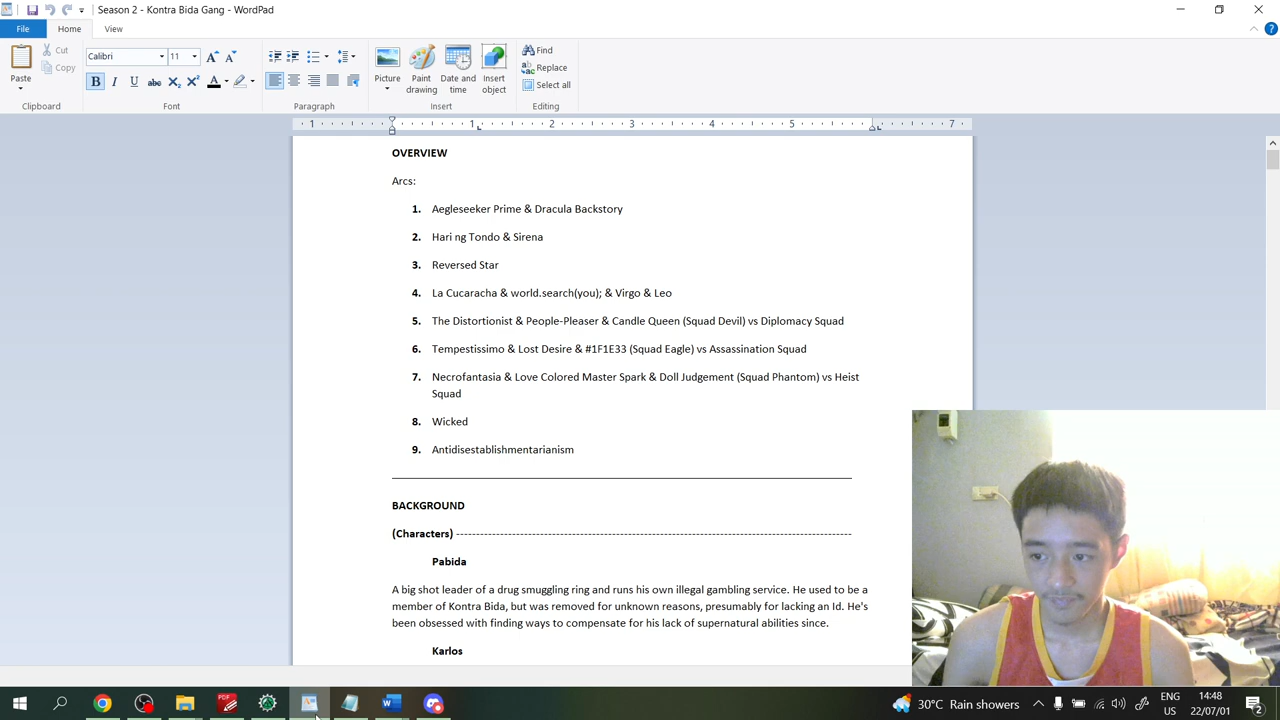 Season 2 - Kontra Bida Gang - WordPad
File
Home
View
Paste
Cut
Copy
Clipboard
Calibri
11
Font
Paragraph
Picture
Paint drawing
Date and time
Insert object
Insert
Find
Replace
Select all
Editing
1 1 2 3 4 5 7
OVERVIEW
Arcs:
1. Aegleseeker Prime & Dracula Backstory
2. Hari ng Tondo & Sirena
3. Reversed Star
4. La Cucaracha & world.search(you); & Virgo & Leo
5. The Distortionist & People-Pleaser & Candle Queen (Squad Devil) vs Diplomacy Squad
6. Tempestissimo & Lost Desire & #1F1E33 (Squad Eagle) vs Assassination Squad
7. Necrofantasia & Love Colored Master Spark & Doll Judgement (Squad Phantom) vs Heist
Squad
8. Wicked
9. Antidisestablishmentarianism
BACKGROUND
(Characters) --------------------------------------------------------------------------------
Pabida
A big shot leader of a drug smuggling ring and runs his own illegal gambling service. He used to be a
member of Kontra Bida, but was removed for unknown reasons, presumably for lacking an Id. He's
been obsessed with finding ways to compensate for his lack of supernatural abilities since.
Karlos
30°C Rain showers
ENG
US
14:48
22/07/01
2